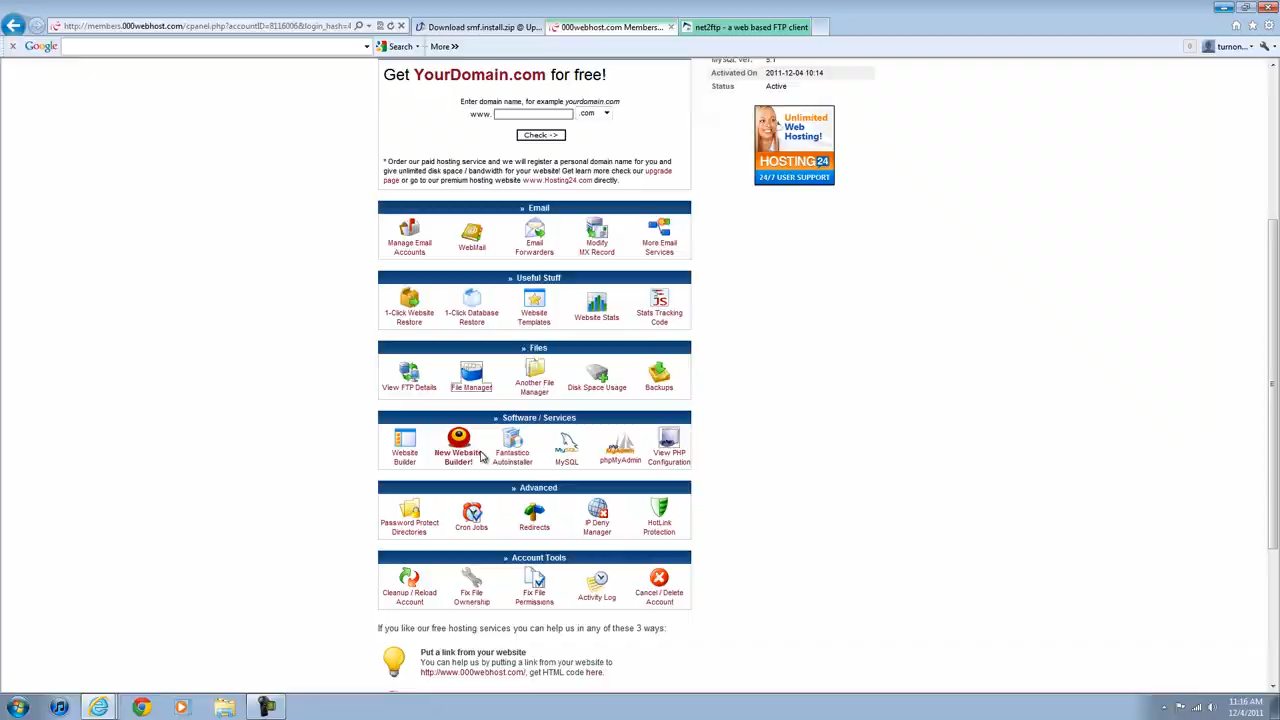 http://members.000webhost.com/cpanel.php?accountID=8116006&login_hash=4
Download smf.install.zip @ Up...
000webhost.com Members...
net2ftp - a web based FTP client
Google
Search
More »
0
turnon...
Get YourDomain.com for free!
Enter domain name, for example yourdomain.com
www.
.com
Check ->
* Order our paid hosting service and we will register a personal domain name for you and
give unlimited disk space / bandwidth for your website! Get learn more check our upgrade
page or go to our premium hosting website www.Hosting24.com directly.
MySQL Ver. 5.1
Activated On 2011-12-04 10:14
Status Active
Unlimited
Web
Hosting!
HOSTING 24
24/7 USER SUPPORT
» Email
Manage Email
Accounts
WebMail
Email
Forwarders
Modify
MX Record
More Email
Services
» Useful Stuff
1-Click Website
Restore
1-Click Database
Restore
Website
Templates
Website Stats
JS
Stats Tracking
Code
» Files
View FTP Details
File Manager
Another File
Manager
Disk Space Usage
Backups
» Software / Services
Website
Builder
New Website
Builder!
Fantastico
Autoinstaller
MySQL
MySQL
phpMyAdmin
View PHP
Configuration
» Advanced
Password Protect
Directories
Cron Jobs
Redirects
IP Deny
Manager
HotLink
Protection
» Account Tools
Cleanup / Reload
Account
Fix File
Ownership
Fix File
Permissions
Activity Log
Cancel / Delete
Account
If you like our free hosting services you can help us in any of these 3 ways:
Put a link from your website
You can help us by putting a link from your website to
http://www.000webhost.com/, get HTML code here.
11:16 AM
12/4/2011